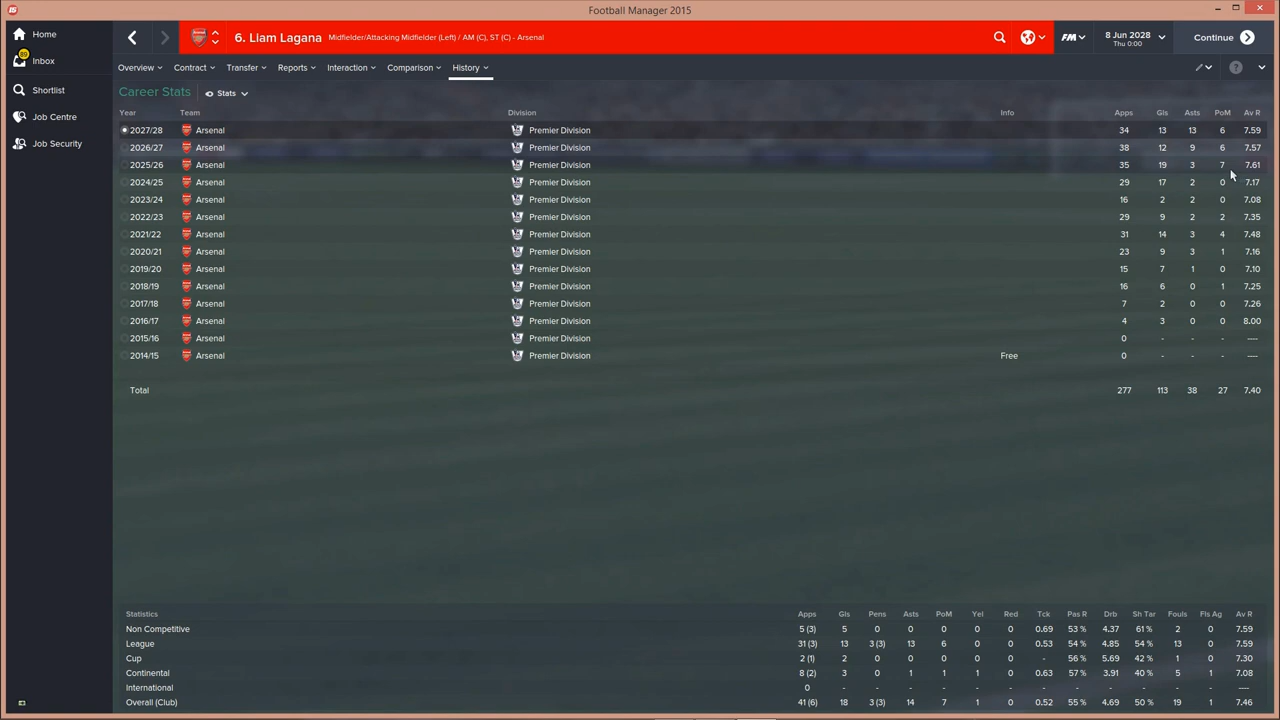 Football Manager 2015
Home
89
Inbox
Shortlist
Job Centre
Job Security
6. Liam Lagana Midfielder/Attacking Midfielder (Left) / AM (C), ST (C) - Arsenal
FM
8 Jun 2028
Thu 0:00
Continue
Overview Contract Transfer Reports Interaction Comparison History
Career Stats Stats
Year Team Division Info Apps Gls Asts PoM Av R
2027/28 Arsenal Premier Division 34 13 13 6 7.59
2026/27 Arsenal Premier Division 38 12 9 6 7.57
2025/26 Arsenal Premier Division 35 19 3 7 7.61
2024/25 Arsenal Premier Division 29 17 2 0 7.17
2023/24 Arsenal Premier Division 16 2 2 0 7.08
2022/23 Arsenal Premier Division 29 9 2 2 7.35
2021/22 Arsenal Premier Division 31 14 3 4 7.48
2020/21 Arsenal Premier Division 23 9 3 1 7.16
2019/20 Arsenal Premier Division 15 7 1 0 7.10
2018/19 Arsenal Premier Division 16 6 0 1 7.25
2017/18 Arsenal Premier Division 7 2 0 0 7.26
2016/17 Arsenal Premier Division 4 3 0 0 8.00
2015/16 Arsenal Premier Division 0 - - - ----
2014/15 Arsenal Premier Division Free 0 - - - ----
Total 277 113 38 27 7.40
Statistics Apps Gls Pens Asts PoM Yel Red Tck Pas R Drb Sh Tar Fouls Fls Ag Av R
Non Competitive 5 (3) 5 0 0 0 0 0 0.69 53 % 4.37 61 % 2 0 7.59
League 31 (3) 13 3 (3) 13 6 0 0 0.53 54 % 4.85 54 % 13 0 7.59
Cup 2 (1) 2 0 0 0 0 0 - 56 % 5.69 42 % 1 0 7.30
Continental 8 (2) 3 0 1 1 1 0 0.63 57 % 3.91 40 % 5 1 7.08
International 0 - - - - - - - - - - - - ----
Overall (Club) 41 (6) 18 3 (3) 14 7 1 0 0.52 55 % 4.69 50 % 19 1 7.46